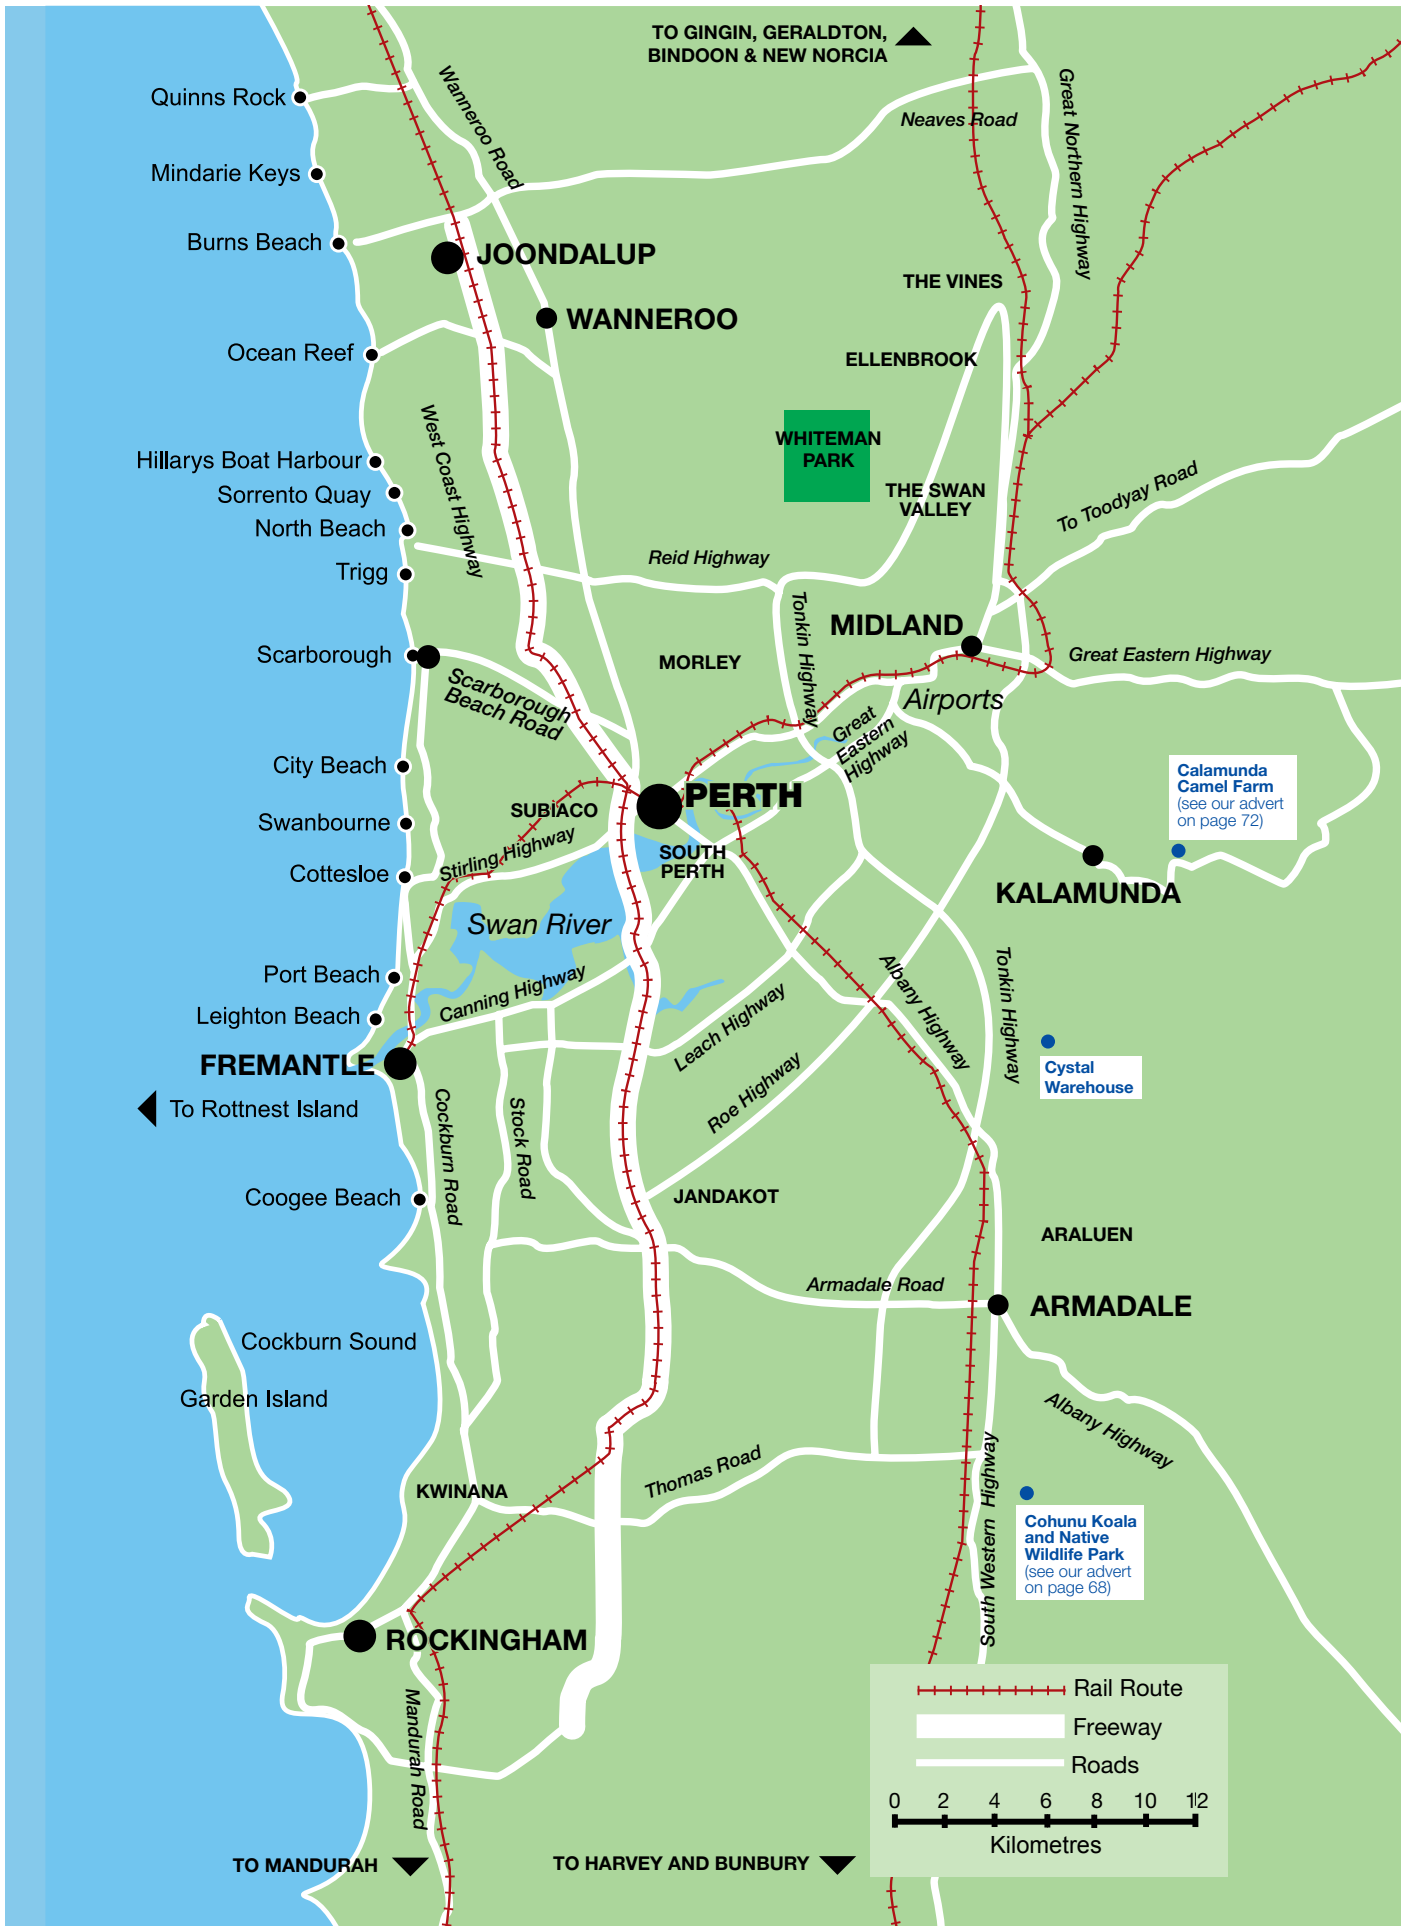 TO GINGIN, GERALDTON,
BINDOON & NEW NORCIA
Quinns Rock
Wanneroo Road
Neaves Road
Great Northern Highway
Mindarie Keys
Burns Beach
JOONDALUP
THE VINES
WANNEROO
Ocean Reef
ELLENBROOK
West Coast Highway
WHITEMAN
PARK
Hillarys Boat Harbour
Sorrento Quay
THE SWAN
VALLEY
To Toodyay Road
North Beach
Reid Highway
Trigg
Tonkin Highway
MIDLAND
Scarborough
MORLEY
Great Eastern Highway
Scarborough
Beach Road
Airports
Great
Eastern
Highway
City Beach
Calamunda
Camel Farm
(see our advert
on page 72)
PERTH
SUBIACO
Swanbourne
Stirling Highway
SOUTH
PERTH
Cottesloe
KALAMUNDA
Swan River
Port Beach
Canning Highway
Albany Highway
Tonkin Highway
Leighton Beach
Leach Highway
FREMANTLE
Cystal
Warehouse
Roe Highway
To Rottnest Island
Cockburn Road
Stock Road
Coogee Beach
JANDAKOT
ARALUEN
Armadale Road
ARMADALE
Cockburn Sound
Garden Island
Albany Highway
Thomas Road
KWINANA
South Western Highway
Cohunu Koala
and Native
Wildlife Park
(see our advert
on page 68)
ROCKINGHAM
Mandurah Road
Rail Route
Freeway
Roads
0 2 4 6 8 10 12
Kilometres
TO MANDURAH
TO HARVEY AND BUNBURY